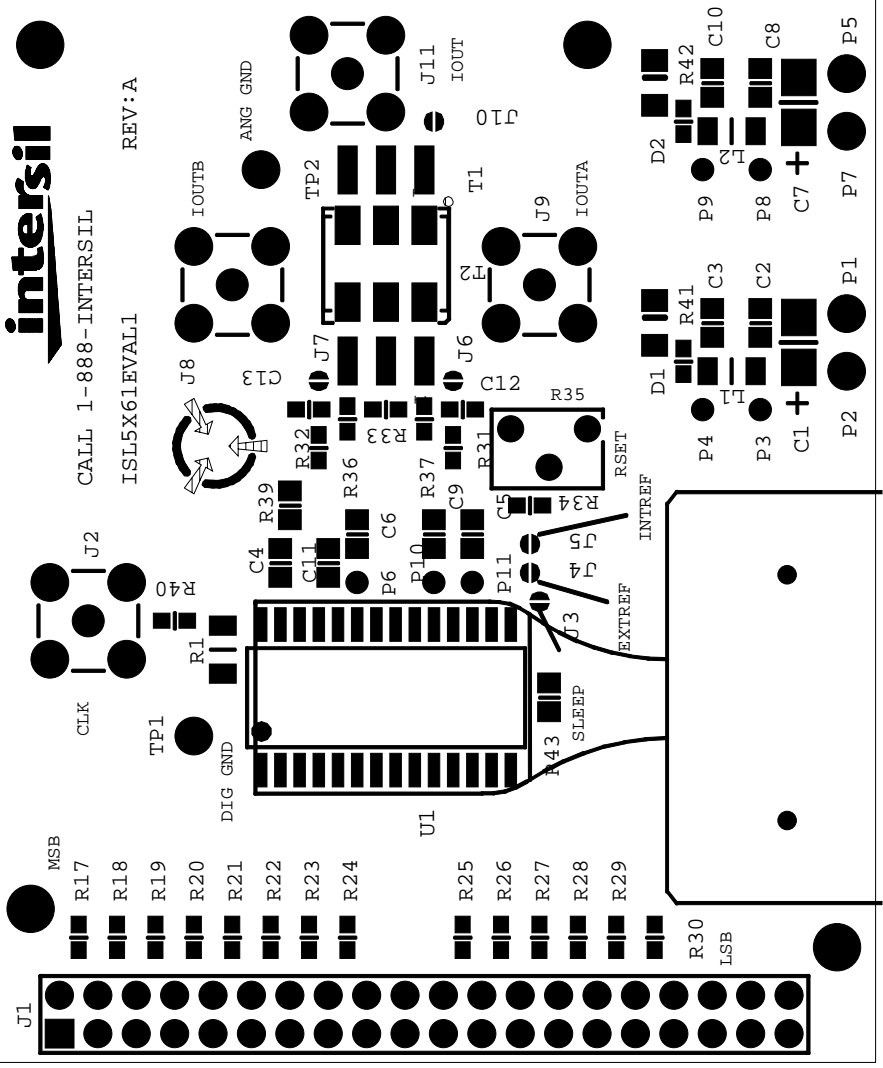 intersil
CALL 1-888-INTERSIL
ISL5X61EVAL1
REV:A
J11
IOUT
ANG GND
J10
TP2
T1
IOUTB
J8
T2
J9
IOUTA
J7
J6
C13
C12
R32
R33
R31
R35
RSET
R36
R37
R39
C9
C5
R34
C6
C4
C11
P6
P10
P11
J5
J4
J3
INTREF
EXTREF
J2
R40
CLK
R1
TP1
DIG GND
U1
R43
SLEEP
R42
C10
C8
P5
D2
L2
P9
P8
C7
+
P7
R41
C3
C2
P1
D1
L1
P4
P3
C1
+
P2
MSB
R17
R18
R19
R20
R21
R22
R23
R24
R25
R26
R27
R28
R29
R30
LSB
J1